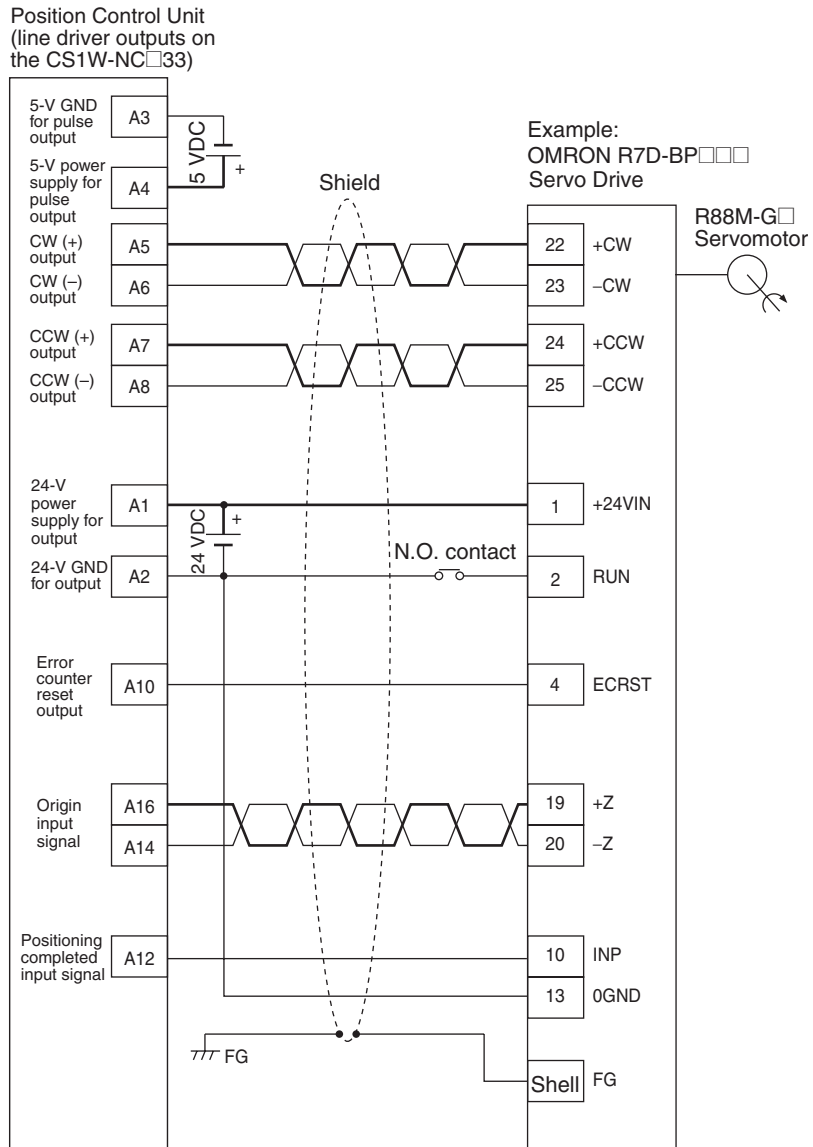 Position Control Unit
(line driver outputs on
the CS1W-NC□33)
5-V GND
for pulse
output
A3
5 VDC
+
5-V power
supply for
pulse
output
A4
Shield
Example:
OMRON R7D-BP□□□
Servo Drive
R88M-G□
Servomotor
CW (+)
output
A5
22 +CW
CW (–)
output
A6
23 –CW
CCW (+)
output
A7
24 +CCW
CCW (–)
output
A8
25 –CCW
24-V
power
supply for
output
A1
24 VDC
+
1 +24VIN
24-V GND
for output
A2
N.O. contact
2 RUN
Error
counter
reset
output
A10
4 ECRST
Origin
input
signal
A16
A14
19 +Z
20 –Z
Positioning
completed
input signal
A12
10 INP
13 0GND
FG
Shell FG